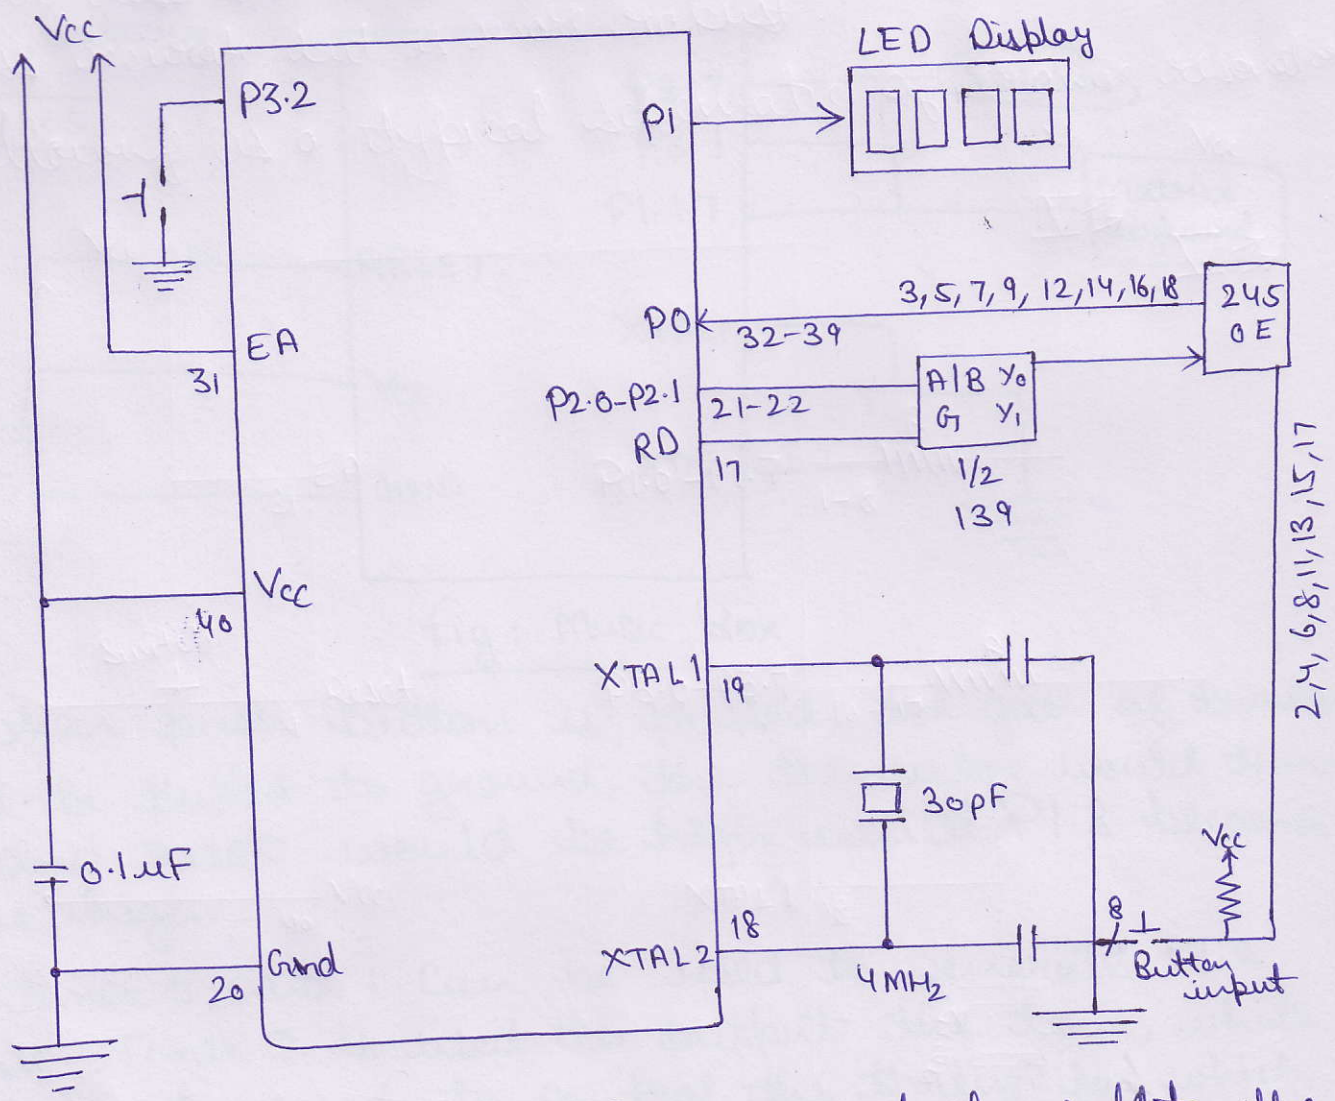 Vcc
LED Display
P3.2
P1
3, 5, 7, 9, 12, 14, 16, 18
245
OE
P0
32-39
EA
31
P2.0-P2.1
21-22
A/B Y0
G Y1
RD
17
1/2
139
2, 4, 6, 8, 11, 13, 15, 17
Vcc
40
XTAL1
19
30pF
0.1µF
Vcc
8
18
XTAL2
4MHz
Button
input
Gnd
20